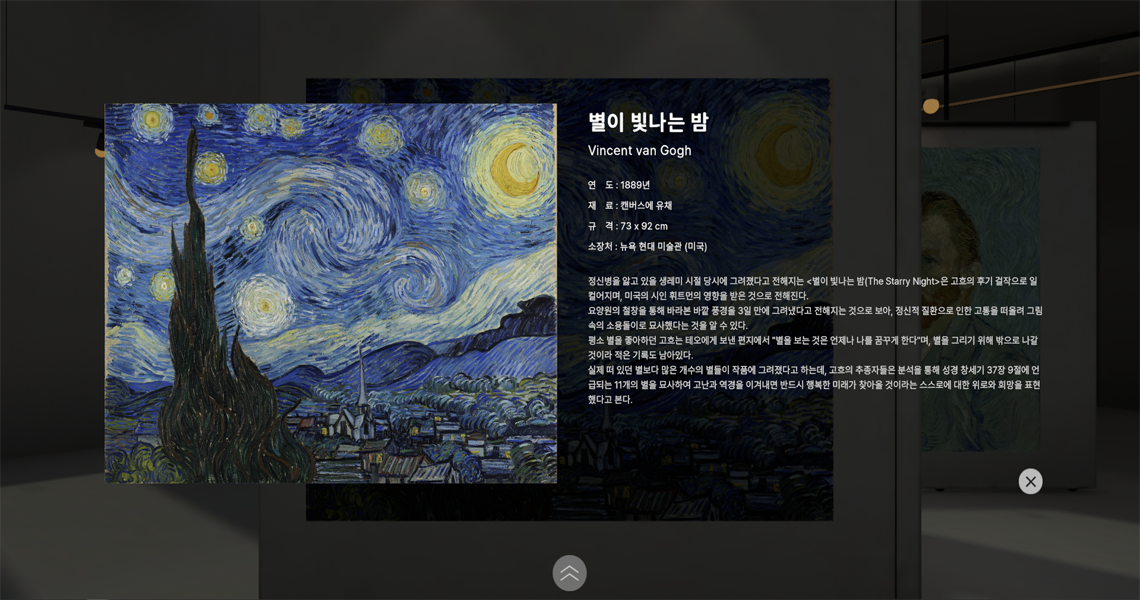 별이 빛나는 밤
Vincent van Gogh
연 도 : 1889년
재 료 : 캔버스에 유채
규 격 : 73 x 92 cm
소장처 : 뉴욕 현대 미술관 (미국)
정신병을 앓고 있을 생레미 시절 당시에 그려졌다고 전해지는 <별이 빛나는 밤(The Starry Night>은 고흐의 후기 걸작으로 일
컬어지며, 미국의 시인 휘트먼의 영향을 받은 것으로 전해진다.
요양원의 철창을 통해 바라본 바깥 풍경을 3일 만에 그려냈다고 전해지는 것으로 보아, 정신적 질환으로 인한 고통을 떠올려 그림
속의 소용돌이로 묘사했다는 것을 알 수 있다.
평소 별을 좋아하던 고흐는 테오에게 보낸 편지에서 "별을 보는 것은 언제나 나를 꿈꾸게 한다"며, 별을 그리기 위해 밖으로 나갈
것이라 적은 기록도 남아있다.
실제 떠 있던 별보다 많은 개수의 별들이 작품에 그려졌다고 하는데, 고흐의 추종자들은 분석을 통해 성경 창세기 37장 9절에 언
급되는 11개의 별을 묘사하여 고난과 역경을 이겨내면 반드시 행복한 미래가 찾아올 것이라는 스스로에 대한 위로와 희망을 표현
했다고 본다.